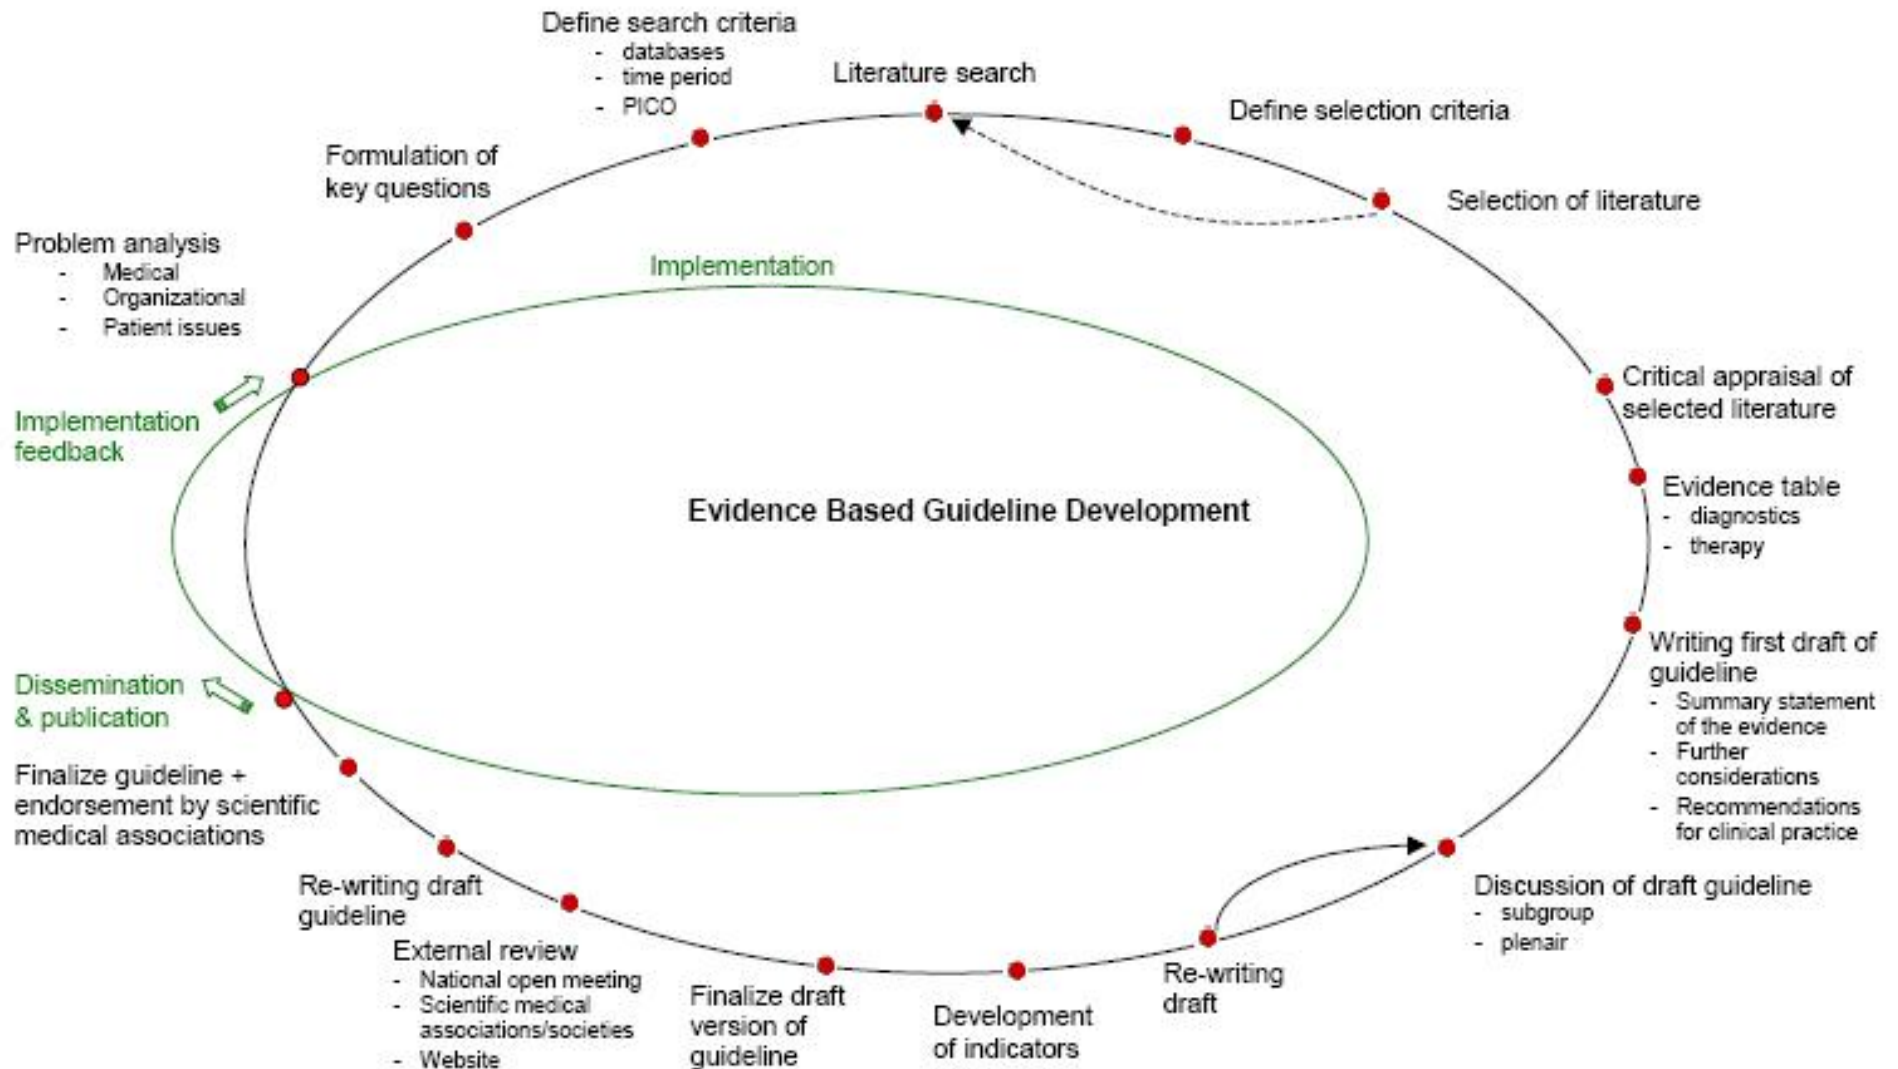 Define search criteria
- databases
- time period
- PICO
Literature search
Define selection criteria
Selection of literature
Formulation of
key questions
Problem analysis
- Medical
- Organizational
- Patient issues
Implementation
Implementation
feedback
Critical appraisal of
selected literature
Evidence Based Guideline Development
Evidence table
- diagnostics
- therapy
Writing first draft of
guideline
- Summary statement
of the evidence
- Further
considerations
- Recommendations
for clinical practice
Dissemination
& publication
Finalize guideline +
endorsement by scientific
medical associations
Re-writing draft
guideline
External review
- National open meeting
- Scientific medical
associations/societies
- Website
Finalize draft
version of
guideline
Development
of indicators
Re-writing
draft
Discussion of draft guideline
- subgroup
- plenair